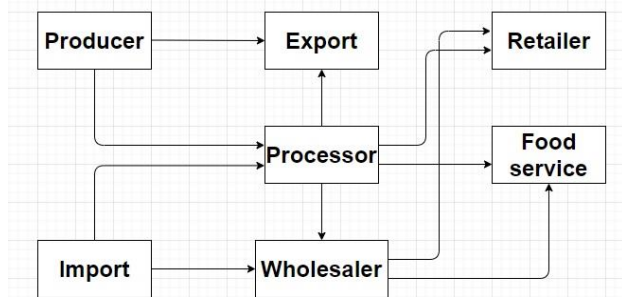 Producer
Export
Retailer
Processor
Food
service
Import
Wholesaler